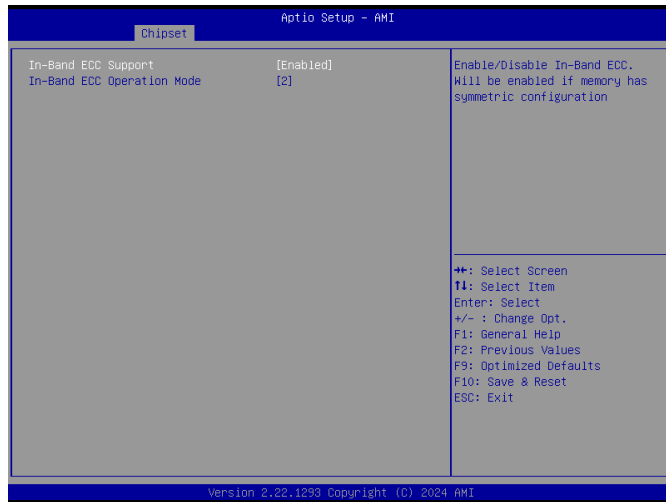 Aptio Setup - AMI
Chipset
In-Band ECC Support [Enabled]
In-Band ECC Operation Mode [2]
Enable/Disable In-Band ECC.
Will be enabled if memory has
symmetric configuration
→←: Select Screen
↑↓: Select Item
Enter: Select
+/- : Change Opt.
F1: General Help
F2: Previous Values
F9: Optimized Defaults
F10: Save & Reset
ESC: Exit
Version 2.22.1293 Copyright (C) 2024 AMI